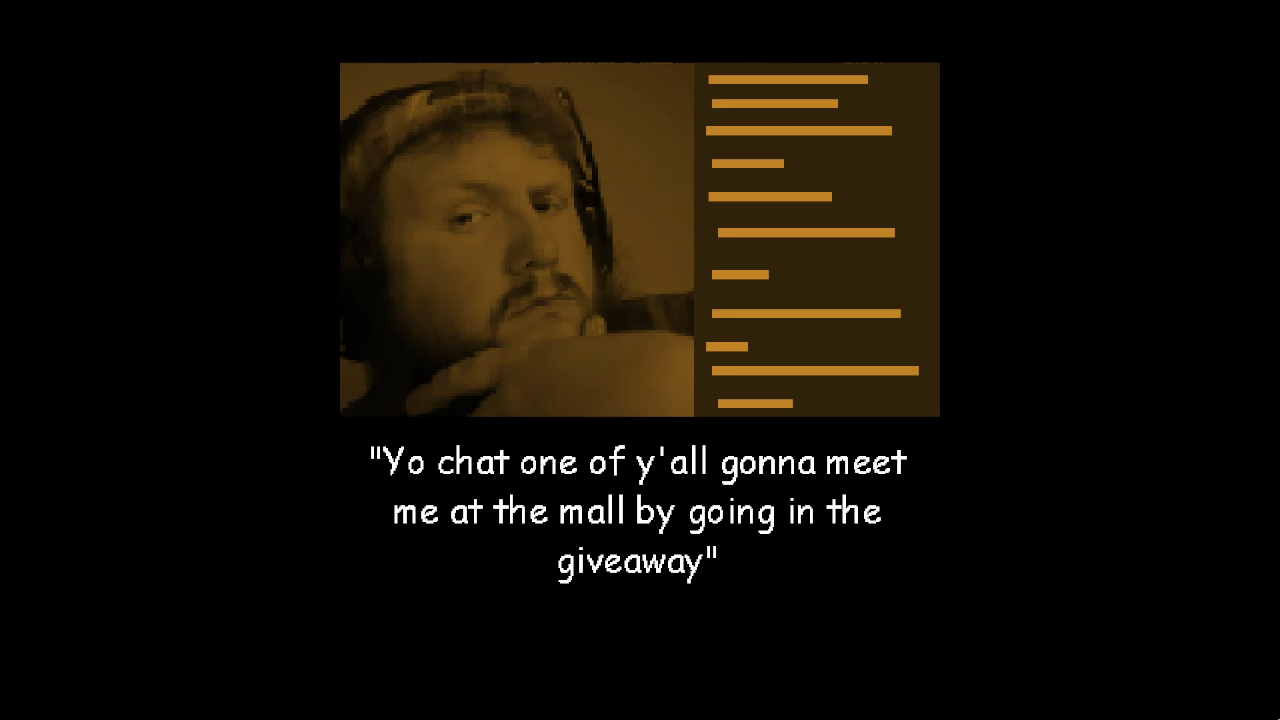 "Yo chat one of y'all gonna meet
me at the mall by going in the
giveaway"